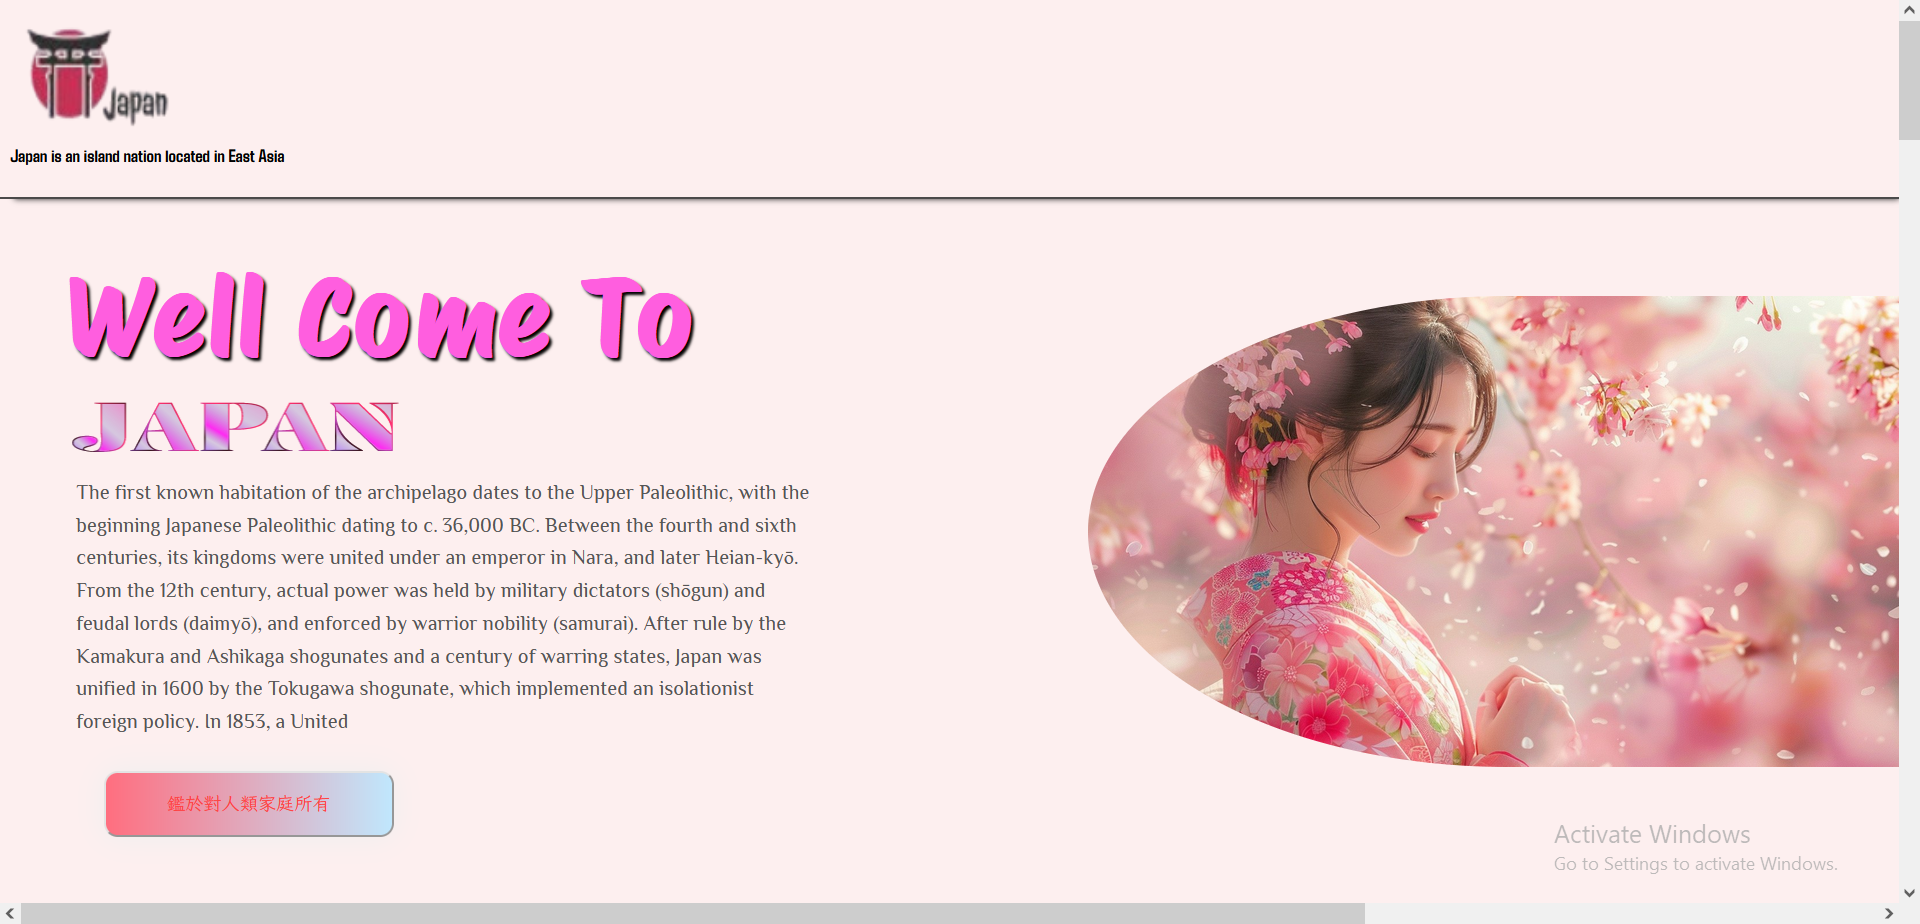 Japan
Japan is an island nation located in East Asia
Well Come To
JAPAN
The first known habitation of the archipelago dates to the Upper Paleolithic, with the
beginning Japanese Paleolithic dating to c. 36,000 BC. Between the fourth and sixth
centuries, its kingdoms were united under an emperor in Nara, and later Heian-kyō.
From the 12th century, actual power was held by military dictators (shōgun) and
feudal lords (daimyō), and enforced by warrior nobility (samurai). After rule by the
Kamakura and Ashikaga shogunates and a century of warring states, Japan was
unified in 1600 by the Tokugawa shogunate, which implemented an isolationist
foreign policy. In 1853, a United
鑑於對人類家庭所有
Activate Windows
Go to Settings to activate Windows.